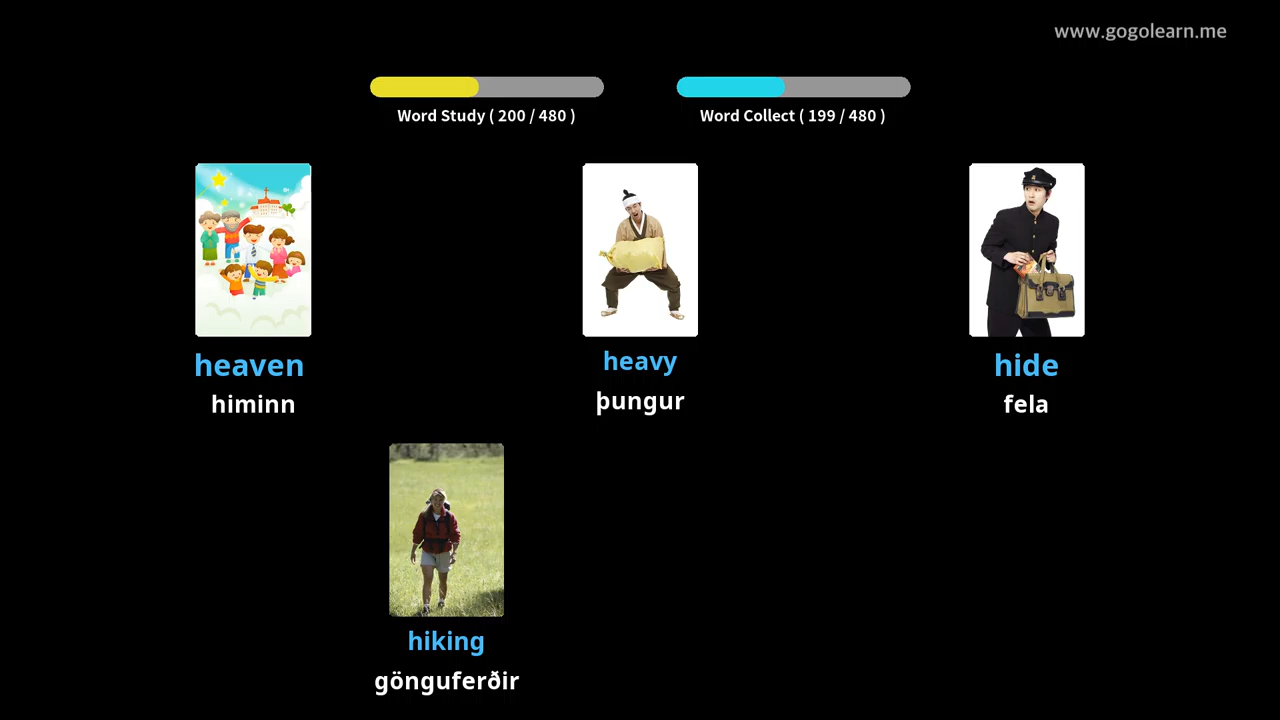 www.gogolearn.me
Word Study ( 200 / 480 )
Word Collect ( 199 / 480 )
heaven
himinn
heavy
þungur
hide
fela
hiking
gönguferðir